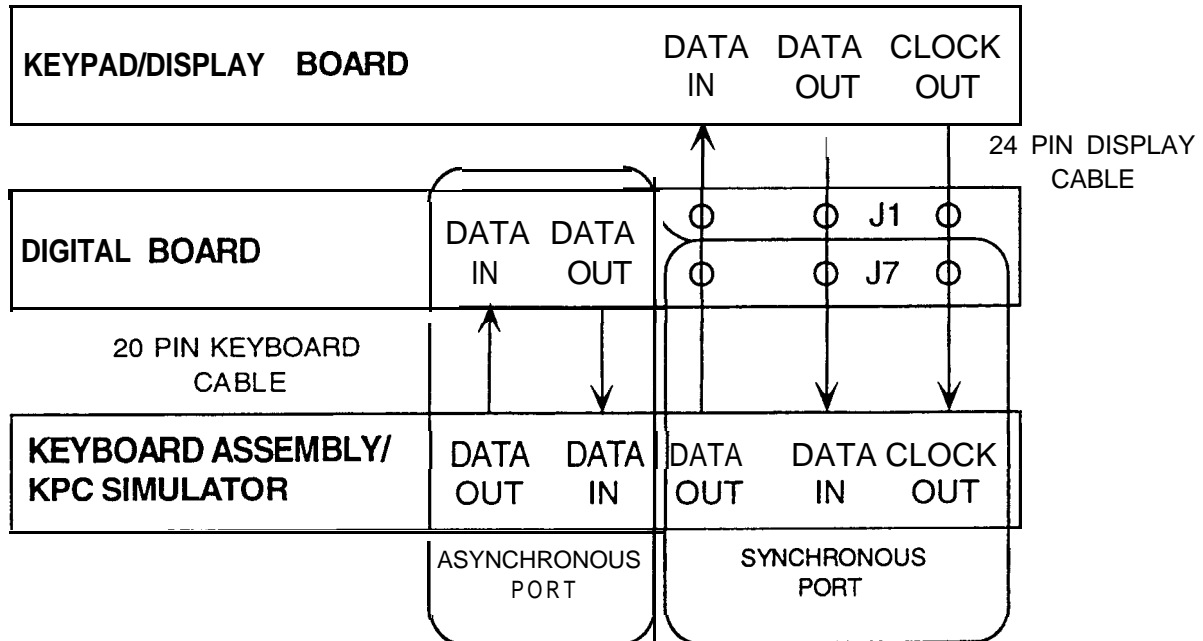 KEYPAD/DISPLAY BOARD
DATA IN
DATA OUT
CLOCK OUT
24 PIN DISPLAY
CABLE
DIGITAL BOARD
DATA IN
DATA OUT
J1
J7
20 PIN KEYBOARD
CABLE
KEYBOARD ASSEMBLY/
KPC SIMULATOR
DATA OUT
DATA IN
DATA OUT
DATA IN
CLOCK OUT
ASYNCHRONOUS
PORT
SYNCHRONOUS
PORT